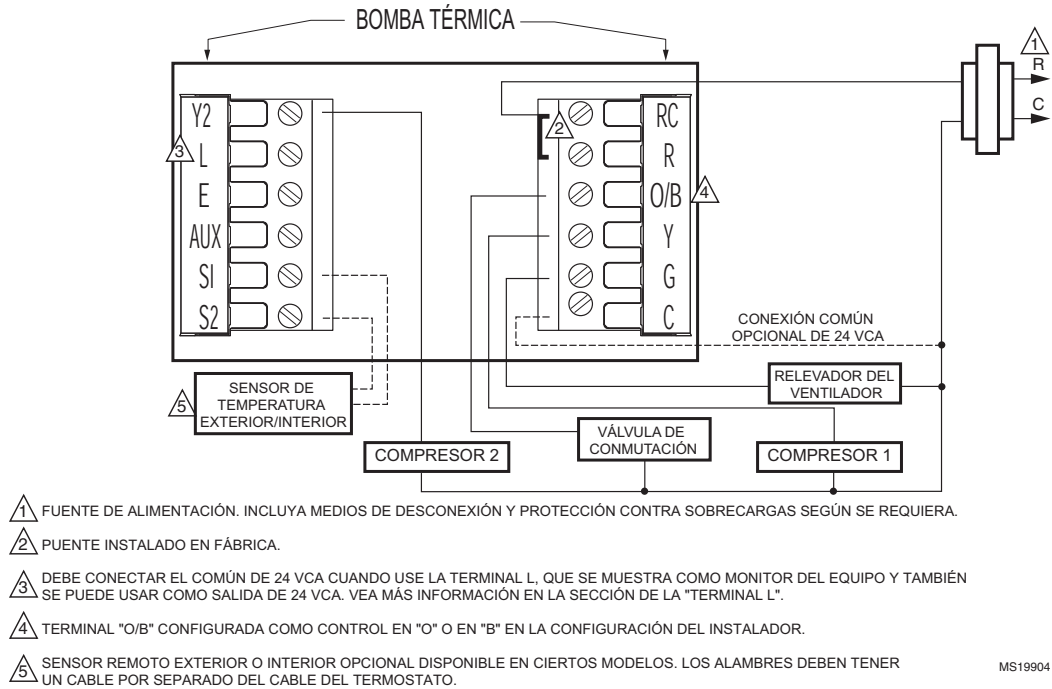 BOMBA TÉRMICA
Y2
L
E
AUX
S1
S2
3
2
RC
R
O/B
Y
G
C
4
1
R
C
CONEXIÓN COMÚN
OPCIONAL DE 24 VCA
RELEVADOR DEL
VENTILADOR
5
SENSOR DE
TEMPERATURA
EXTERIOR/INTERIOR
COMPRESOR 2
VÁLVULA DE
CONMUTACIÓN
COMPRESOR 1
1 FUENTE DE ALIMENTACIÓN. INCLUYA MEDIOS DE DESCONEXIÓN Y PROTECCIÓN CONTRA SOBRECARGAS SEGÚN SE REQUIERA.
2 PUENTE INSTALADO EN FÁBRICA.
3 DEBE CONECTAR EL COMÚN DE 24 VCA CUANDO USE LA TERMINAL L, QUE SE MUESTRA COMO MONITOR DEL EQUIPO Y TAMBIÉN
SE PUEDE USAR COMO SALIDA DE 24 VCA. VEA MÁS INFORMACIÓN EN LA SECCIÓN DE LA "TERMINAL L".
4 TERMINAL "O/B" CONFIGURADA COMO CONTROL EN "O" O EN "B" EN LA CONFIGURACIÓN DEL INSTALADOR.
5 SENSOR REMOTO EXTERIOR O INTERIOR OPCIONAL DISPONIBLE EN CIERTOS MODELOS. LOS ALAMBRES DEBEN TENER
UN CABLE POR SEPARADO DEL CABLE DEL TERMOSTATO.
MS19904